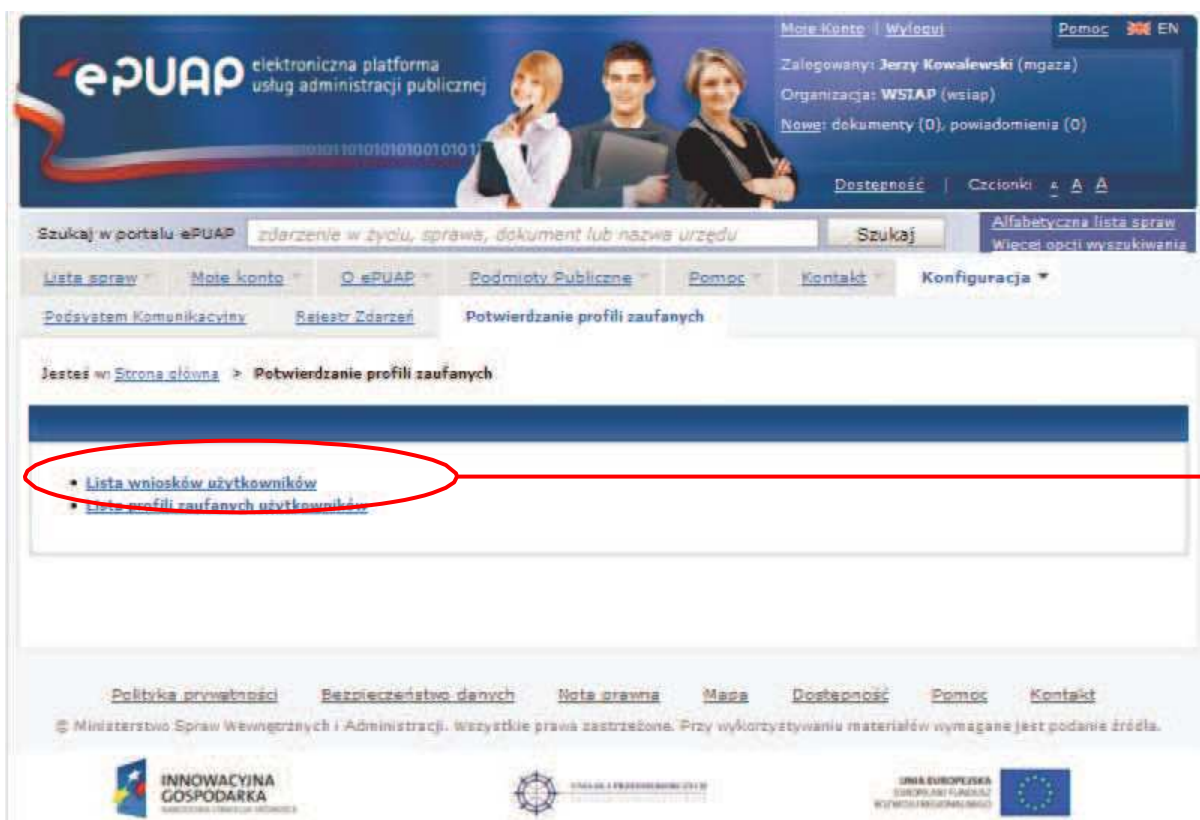 Moje Konto | Wyloguj Pomoc EN
ePUAP elektroniczna platforma
usług administracji publicznej
Zalogowany: Jerzy Kowalewski (mgaza)
Organizacja: WSIAP (wsiap)
Nowe: dokumenty (0), powiadomienia (0)
Dostępność | Czcionki A A A
Szukaj w portalu ePUAP zdarzenie w życiu, sprawa, dokument lub nazwa urzędu Szukaj
Alfabetyczna lista spraw
Więcej opcji wyszukiwania
Lista spraw Moje konto O ePUAP Podmioty Publiczne Pomoc Kontakt Konfiguracja
Podsystem Komunikacyjny Rejestr Zdarzeń Potwierdzanie profili zaufanych
Jesteś w: Strona główna > Potwierdzanie profili zaufanych
• Lista wniosków użytkowników
• Lista profili zaufanych użytkowników
Polityka prywatności Bezpieczeństwo danych Nota prawna Mapa Dostępność Pomoc Kontakt
© Ministerstwo Spraw Wewnętrznych i Administracji. Wszystkie prawa zastrzeżone. Przy wykorzystywaniu materiałów wymagane jest podanie źródła.
INNOWACYJNA
GOSPODARKA
UNIA EUROPEJSKA
EUROPEJSKI FUNDUSZ
ROZWOJU REGIONALNEGO